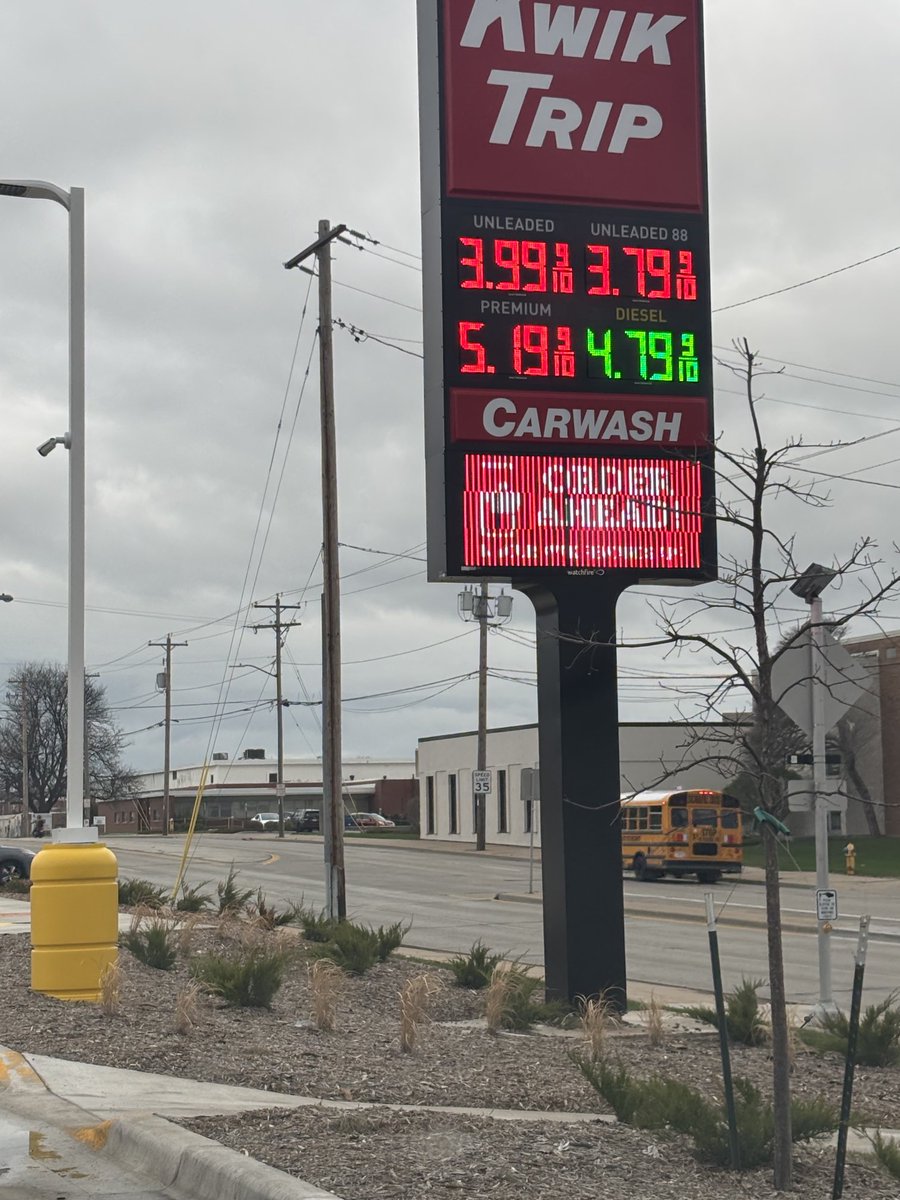 KWIK
TRIP
UNLEADED UNLEADED 88
3.99 9/10 3.79 9/10
PREMIUM DIESEL
5.19 9/10 4.79 9/10
CARWASH
ORDER
AHEAD!
watchfire
SPEED
LIMIT
35